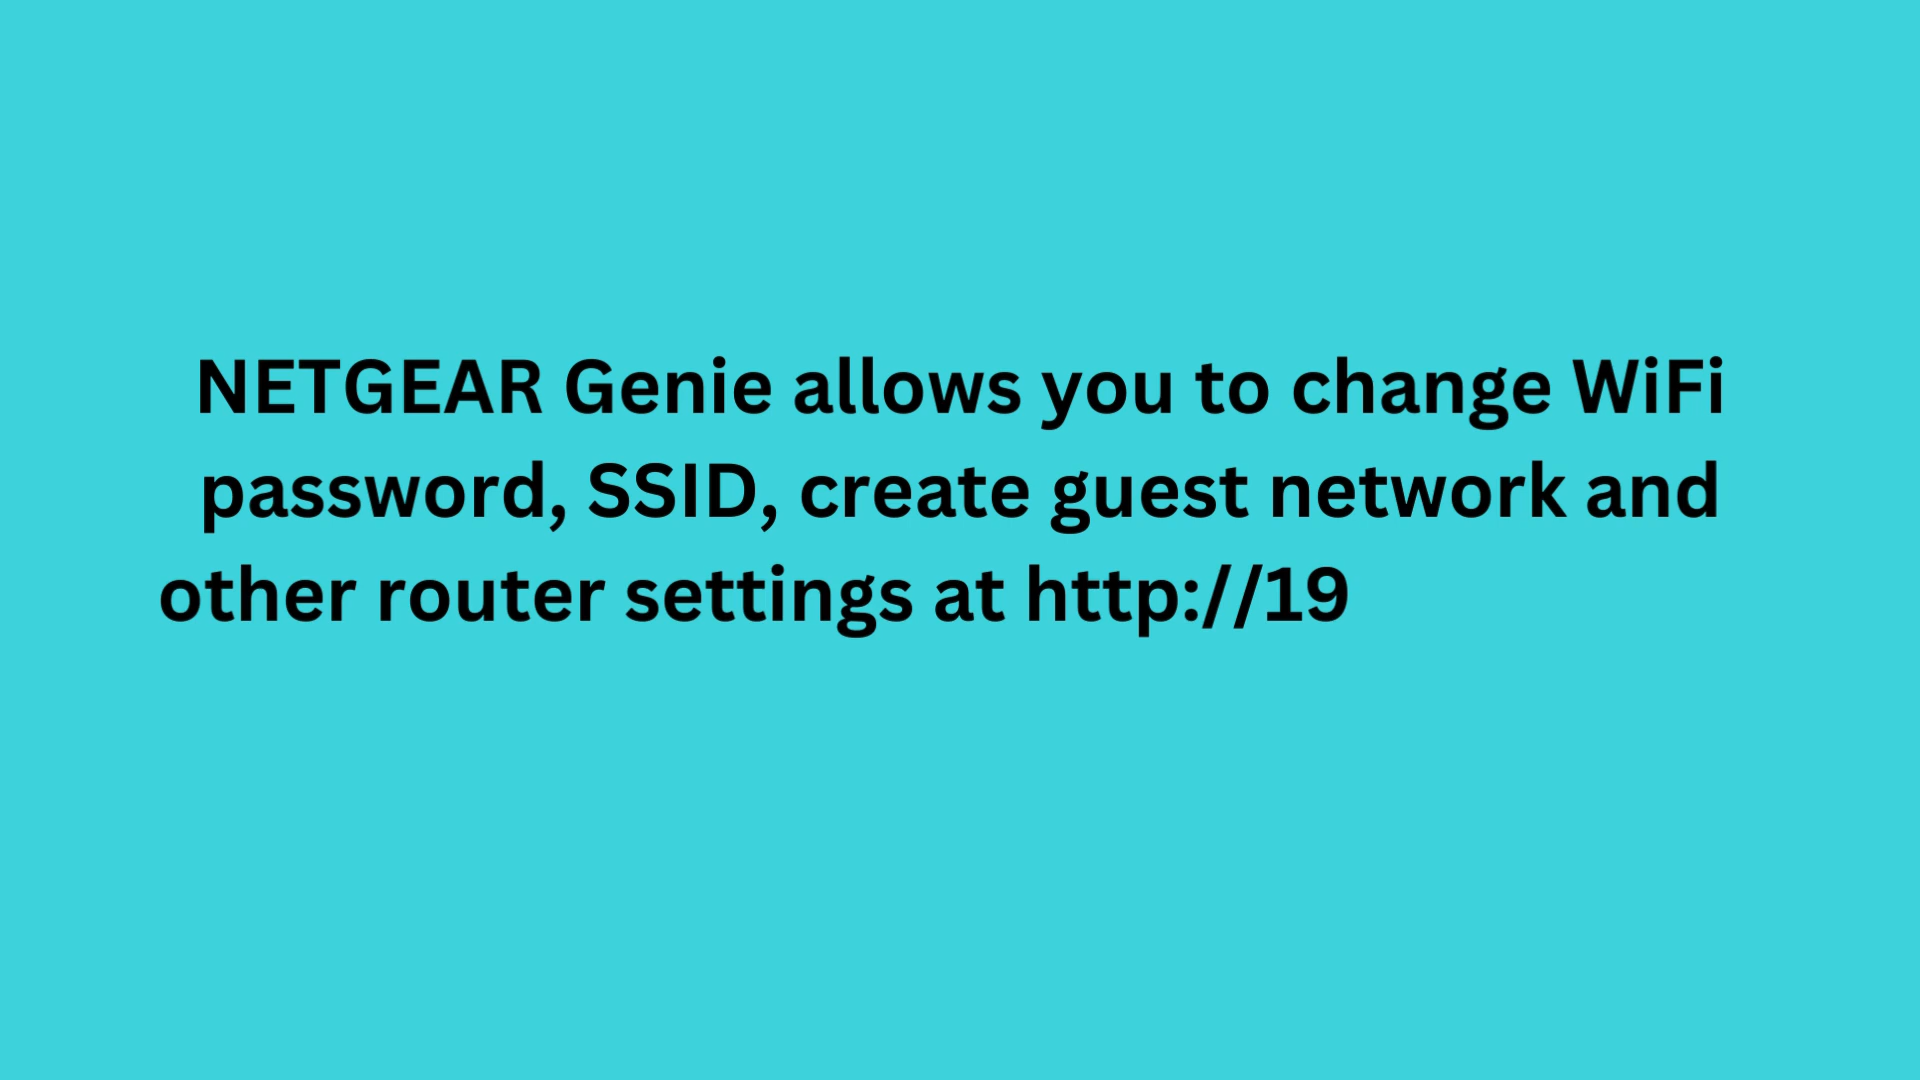 NETGEAR Genie allows you to change WiFi
password, SSID, create guest network and
other router settings at http://19